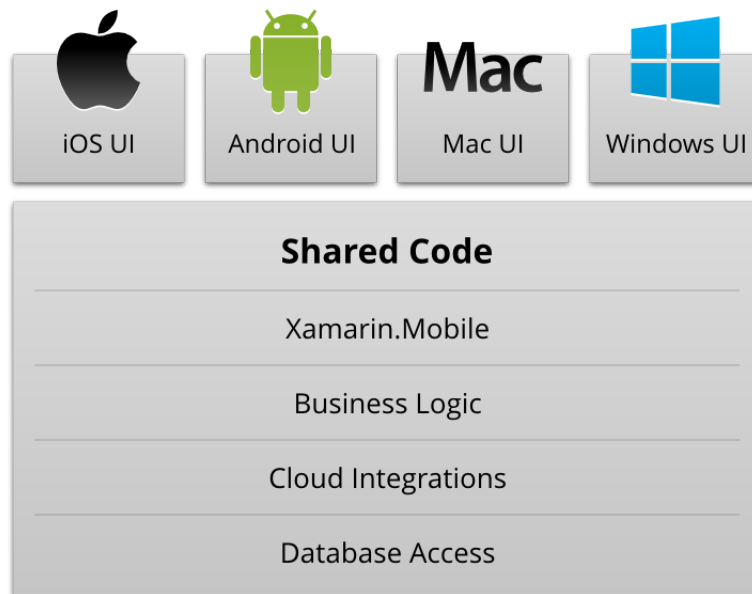 Mac
iOS UI
Android UI
Mac UI
Windows UI
Shared Code
Xamarin.Mobile
Business Logic
Cloud Integrations
Database Access